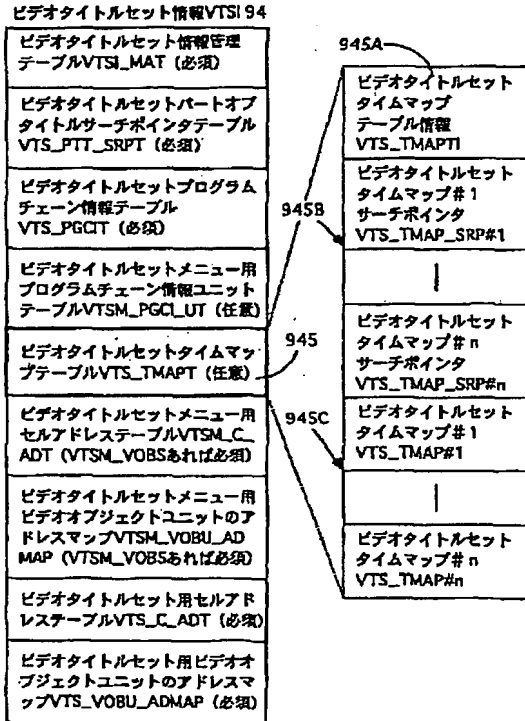 ビデオタイトルセット情報VTSI 94
ビデオタイトルセット情報管理
テーブルVTSI_MAT（必須）
ビデオタイトルセットパートオブ
タイトルサーチポインタテーブル
VTS_PTT_SRPT（必須）
ビデオタイトルセットプログラム
チェーン情報テーブル
VTS_PGCIT（必須）
ビデオタイトルセットメニュー用
プログラムチェーン情報ユニット
テーブルVTSM_PGCI_UT（任意）
ビデオタイトルセットタイムマッ
プテーブルVTS_TMAPT（任意）
ビデオタイトルセットメニュー用
セルアドレステーブルVTSM_C_
ADT（VTSM_VOBSあれば必須）
ビデオタイトルセットメニュー用
ビデオオブジェクトユニットのア
ドレスマップVTSM_VOBU_AD
MAP（VTSM_VOBSあれば必須）
ビデオタイトルセット用セルアド
レステーブルVTS_C_ADT（必須）
ビデオタイトルセット用ビデオオ
ブジェクトユニットのアドレスマ
ップVTS_VOBU_ADMAP（必須）
945
945A
945B
945C
ビデオタイトルセット
タイムマップ
テーブル情報
VTS_TMAPTI
ビデオタイトルセット
タイムマップ＃1
サーチポインタ
VTS_TMAP_SRP#1
ビデオタイトルセット
タイムマップ＃n
サーチポインタ
VTS_TMAP_SRP#n
ビデオタイトルセット
タイムマップ＃1
VTS_TMAP#1
ビデオタイトルセット
タイムマップ＃n
VTS_TMAP#n